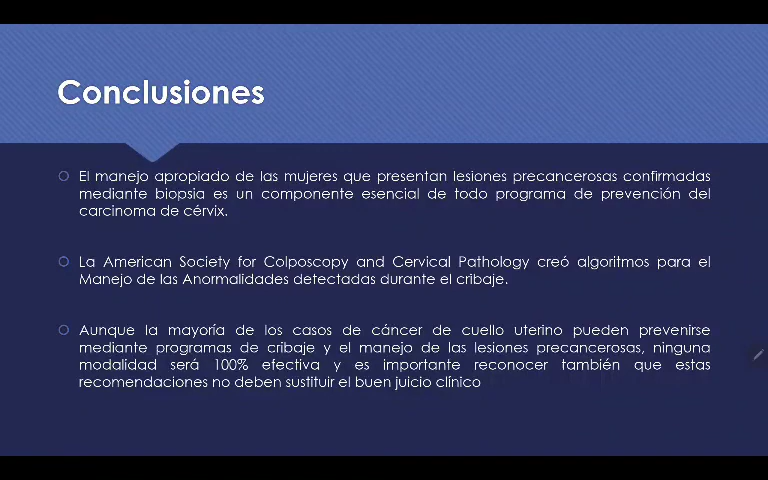 Conclusiones
El manejo apropiado de las mujeres que presentan lesiones precancerosas confirmadas
mediante biopsia es un componente esencial de todo programa de prevención del
carcinoma de cérvix.
La American Society for Colposcopy and Cervical Pathology creó algoritmos para el
Manejo de las Anormalidades detectadas durante el cribaje.
Aunque la mayoría de los casos de cáncer de cuello uterino pueden prevenirse
mediante programas de cribaje y el manejo de las lesiones precancerosas, ninguna
modalidad será 100% efectiva y es importante reconocer también que estas
recomendaciones no deben sustituir el buen juicio clínico